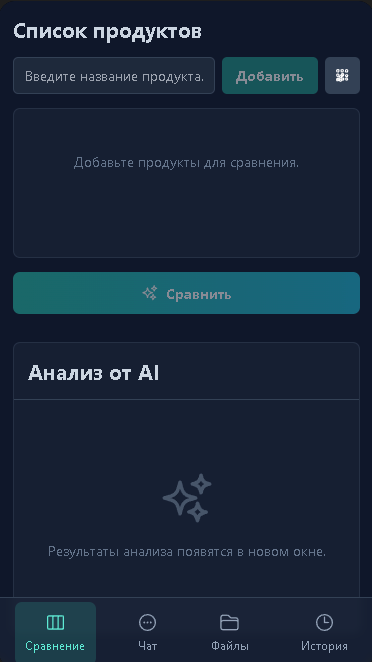 Список продуктов
Введите название продукта.
Добавить
Добавьте продукты для сравнения.
Сравнить
Анализ от AI
Результаты анализа появятся в новом окне.
Сравнение
Чат
Файлы
История